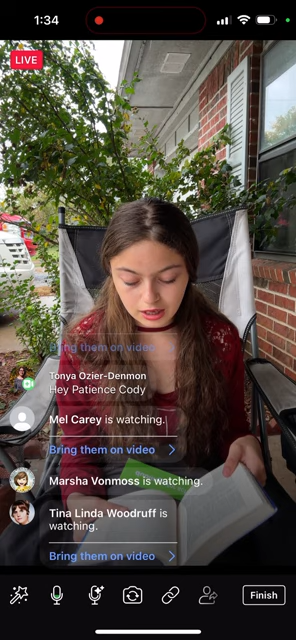 1:34
LIVE
Bring them on video
Tonya Ozier-Denmon
Hey Patience Cody
Mel Carey is watching.
Bring them on video
Marsha Vonmoss is watching.
Tina Linda Woodruff is
watching.
Bring them on video
Finish